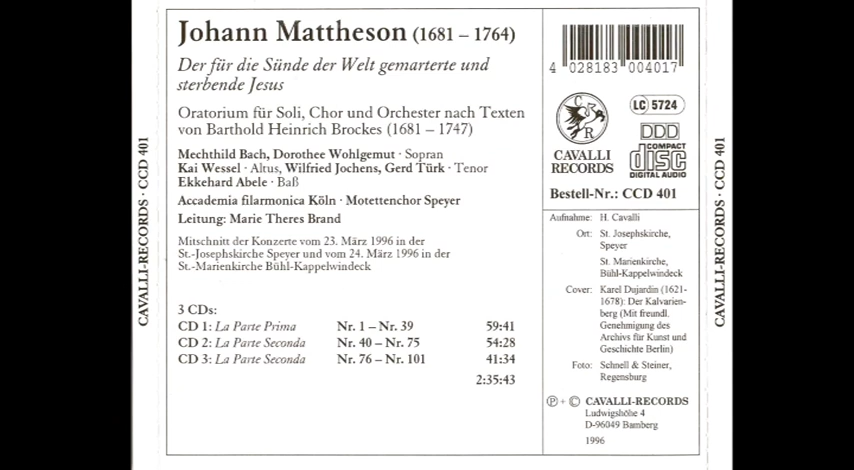 CAVALLI-RECORDS · CCD 401
Johann Mattheson (1681 – 1764)
Der für die Sünde der Welt gemarterte und
sterbende Jesus
Oratorium für Soli, Chor und Orchester nach Texten
von Barthold Heinrich Brockes (1681 – 1747)
Mechthild Bach, Dorothee Wohlgemut · Sopran
Kai Wessel · Altus, Wilfried Jochens, Gerd Türk · Tenor
Ekkehard Abele · Baß
Accademia filarmonica Köln · Motettenchor Speyer
Leitung: Marie Theres Brand
Mitschnitt der Konzerte vom 23. März 1996 in der
St.-Josephskirche Speyer und vom 24. März 1996 in der
St.-Marienkirche Bühl-Kappelwindeck
3 CDs:
CD 1: La Parte Prima Nr. 1 – Nr. 39 59:41
CD 2: La Parte Seconda Nr. 40 – Nr. 75 54:28
CD 3: La Parte Seconda Nr. 76 – Nr. 101 41:34
2:35:43
4 028183 004017
C
R
CAVALLI
RECORDS
LC 5724
DDD
COMPACT
disc
DIGITAL AUDIO
Bestell-Nr.: CCD 401
Aufnahme: H. Cavalli
Ort: St. Josephskirche,
Speyer
St. Marienkirche,
Bühl-Kappelwindeck
Cover: Karel Dujardin (1621-
1678): Der Kalvarien-
berg (Mit freundl.
Genehmigung des
Archivs für Kunst und
Geschichte Berlin)
Foto: Schnell & Steiner,
Regensburg
℗ + © CAVALLI-RECORDS
Ludwigshöhe 4
D-96049 Bamberg
1996
CAVALLI-RECORDS · CCD 401